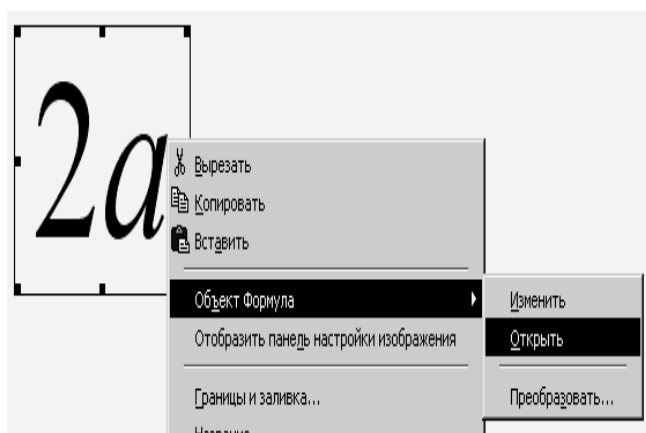 2a
Вырезать
Копировать
Вставить
Объект Формула
Отобразить панель настройки изображения
Границы и заливка...
Изменить
Открыть
Преобразовать...